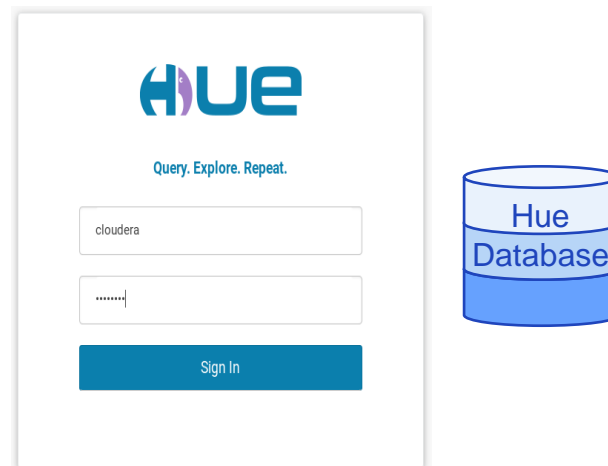 HUE
Query. Explore. Repeat.
cloudera
••••••••
Sign In
Hue
Database